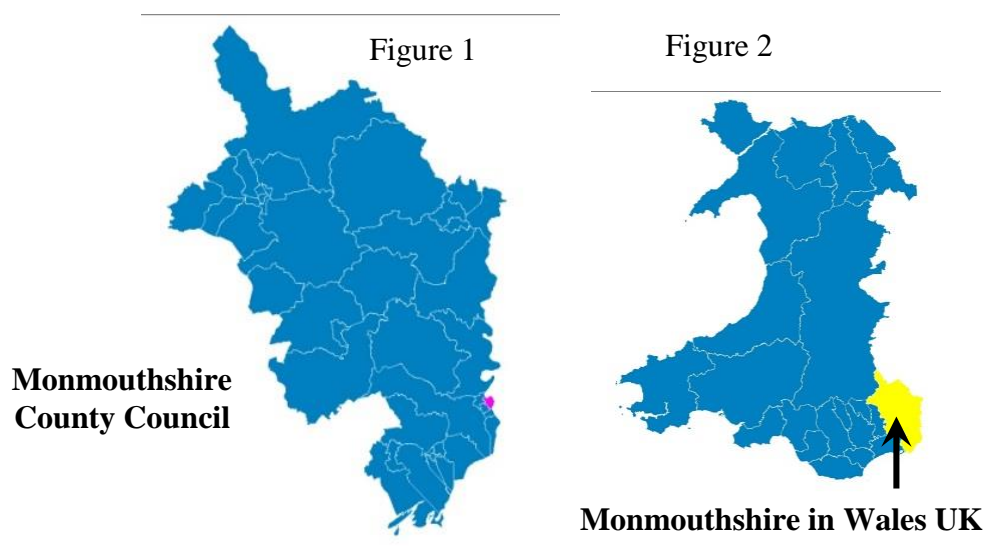 Figure 1
Figure 2
Monmouthshire
County Council
Monmouthshire in Wales UK